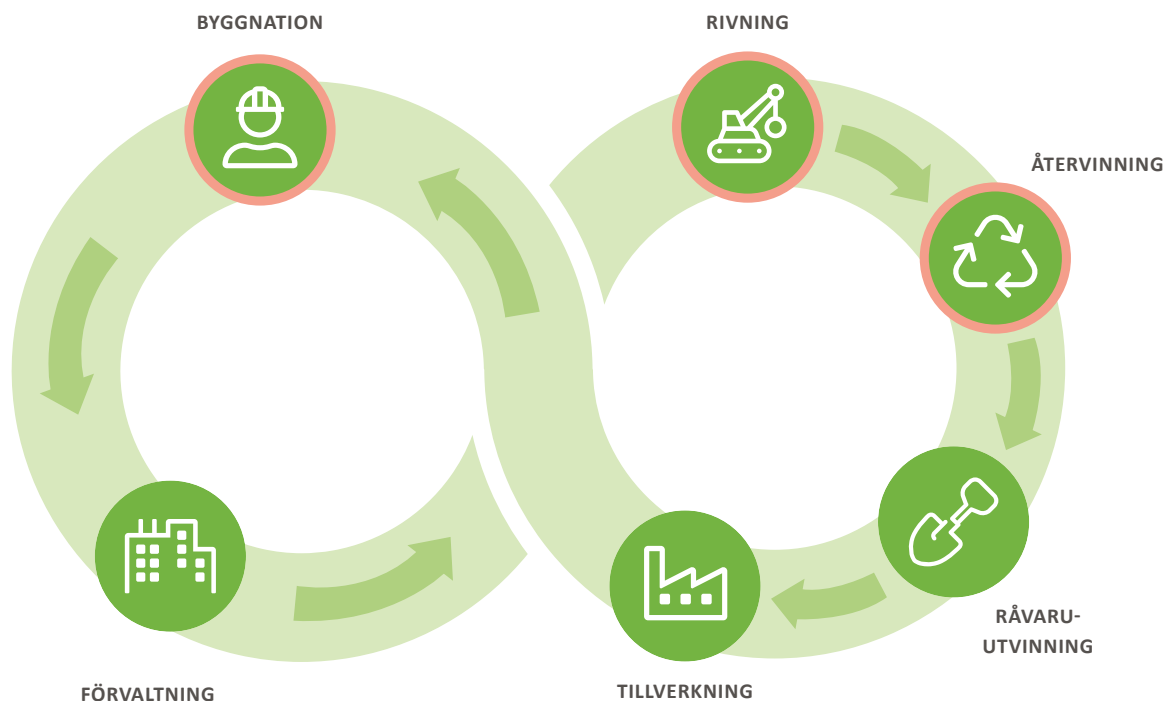 BYGGNATION
RIVNING
ÅTERVINNING
RÅVARU-
UTVINNING
TILLVERKNING
FÖRVALTNING